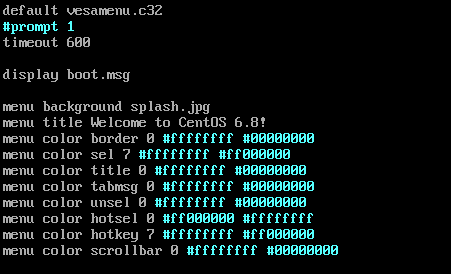 default vesamenu.c32
#prompt 1
timeout 600
display boot.msg
menu background splash.jpg
menu title Welcome to CentOS 6.8!
menu color border 0 #ffffffff #00000000
menu color sel 7 #ffffffff #ff000000
menu color title 0 #ffffffff #00000000
menu color tabmsg 0 #ffffffff #00000000
menu color unsel 0 #ffffffff #00000000
menu color hotsel 0 #ff000000 #ffffffff
menu color hotkey 7 #ffffffff #ff000000
menu color scrollbar 0 #ffffffff #00000000